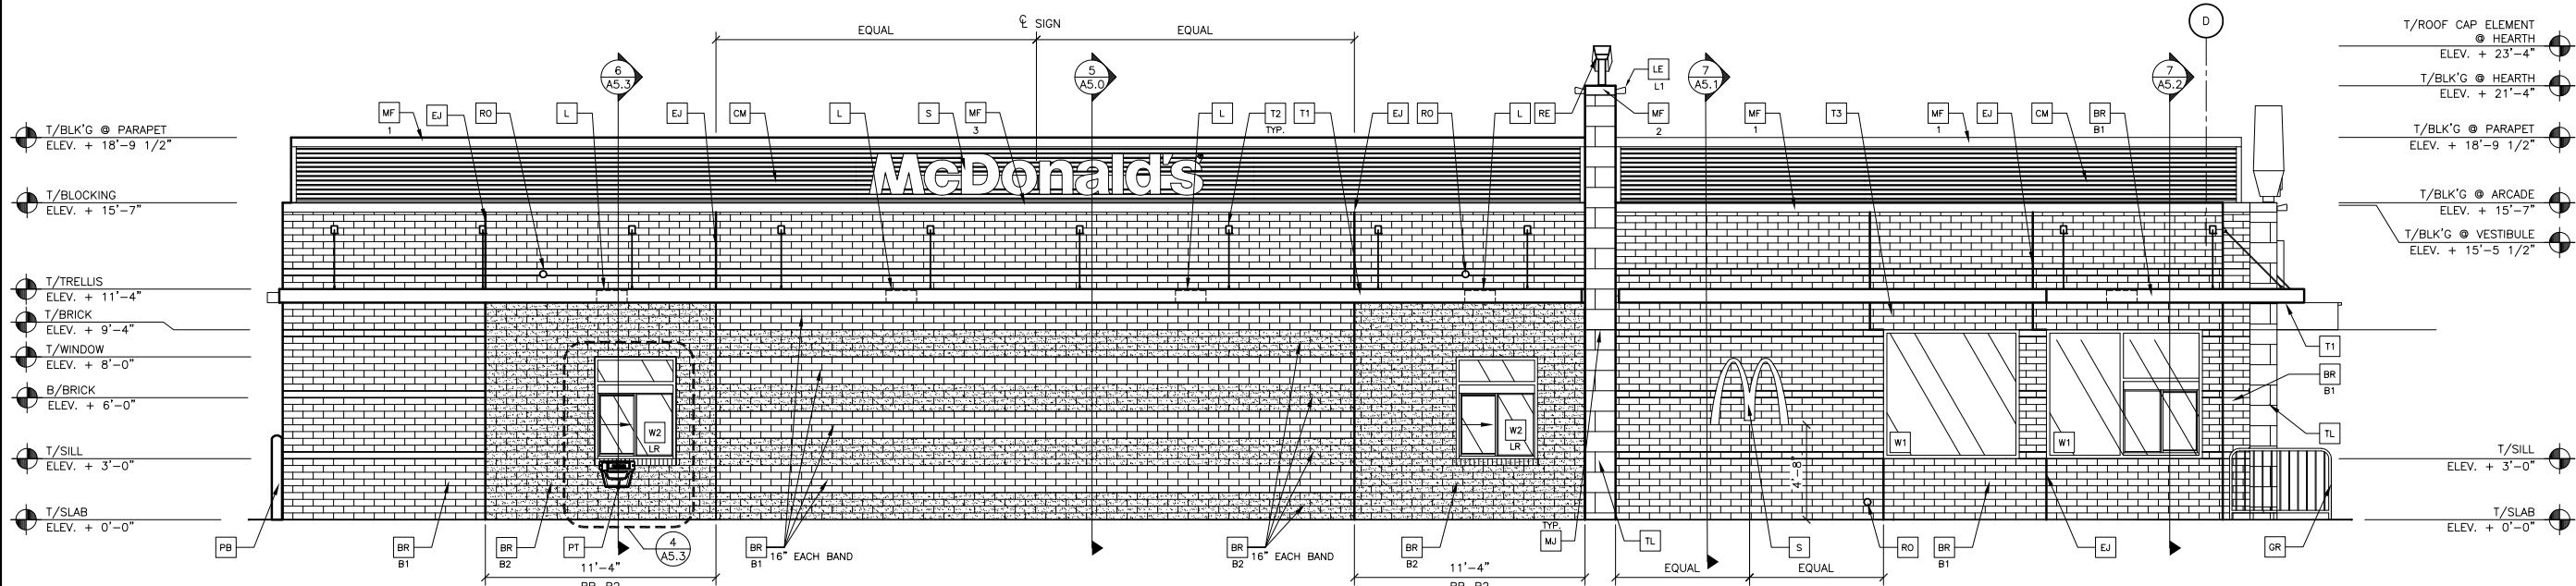 ℄ SIGN
EQUAL
EQUAL
D
6
A5.3
5
A5.0
7
A5.1
7
A5.2
LE
L1
MF
1
EJ
RO
L
EJ
CM
L
S
MF
3
L
T2
TYP.
T1
EJ
RO
L
RE
MF
2
MF
1
T3
MF
1
EJ
CM
BR
B1
T/BLK'G @ PARAPET
ELEV. + 18'-9 1/2"
T/BLOCKING
ELEV. + 15'-7"
T/TRELLIS
ELEV. + 11'-4"
T/BRICK
ELEV. + 9'-4"
T/WINDOW
ELEV. + 8'-0"
B/BRICK
ELEV. + 6'-0"
T/SILL
ELEV. + 3'-0"
T/SLAB
ELEV. + 0'-0"
McDonald's
W2
LR
W2
LR
W1
W1
4'-8"
T/ROOF CAP ELEMENT
@ HEARTH
ELEV. + 23'-4"
T/BLK'G @ HEARTH
ELEV. + 21'-4"
T/BLK'G @ PARAPET
ELEV. + 18'-9 1/2"
T/BLK'G @ ARCADE
ELEV. + 15'-7"
T/BLK'G @ VESTIBULE
ELEV. + 15'-5 1/2"
T1
BR
B1
TL
T/SILL
ELEV. + 3'-0"
T/SLAB
ELEV. + 0'-0"
PB
BR
B1
BR
B2
PT
4
A5.3
BR
B1
16" EACH BAND
BR
B2
16" EACH BAND
BR
B2
TYP.
MJ
TL
S
RO
BR
B1
EJ
GR
11'-4"
BR B2
11'-4"
BR B2
EQUAL
EQUAL